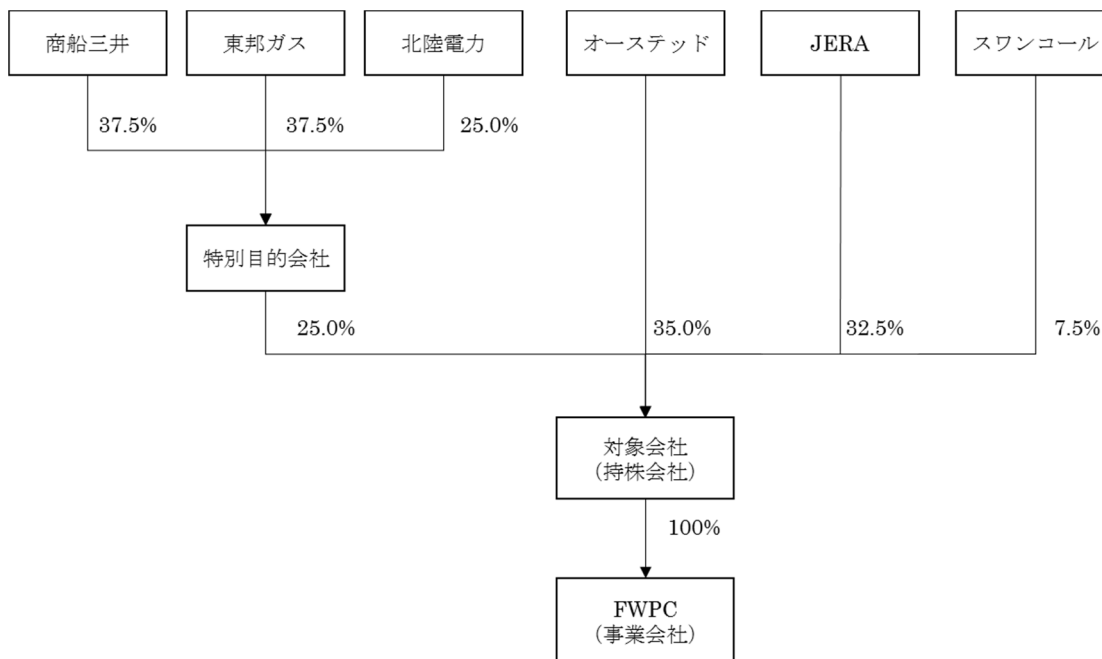 商船三井
東邦ガス
北陸電力
オーステッド
JERA
スワンコール
37.5%
37.5%
25.0%
特別目的会社
25.0%
35.0%
32.5%
7.5%
対象会社
（持株会社）
100%
FWPC
（事業会社）